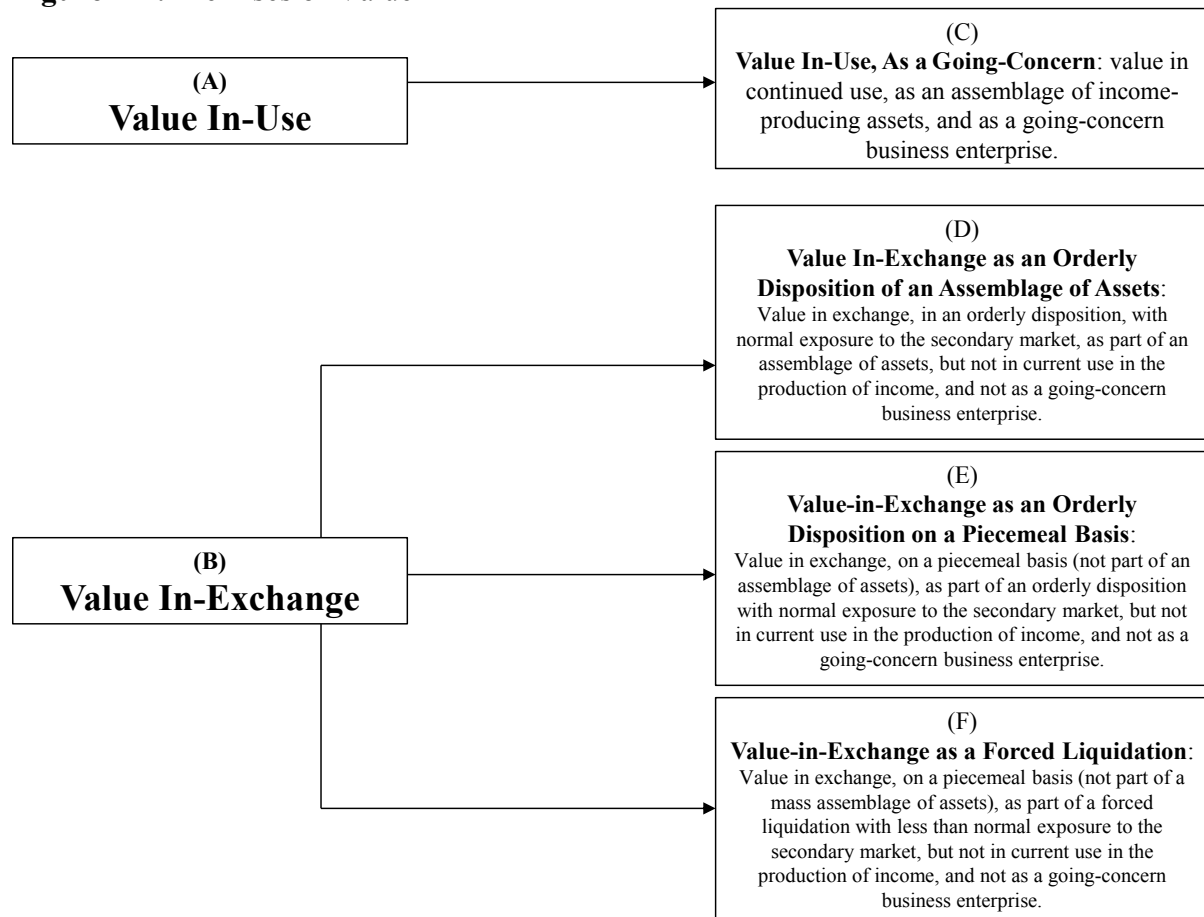 (A)
Value In-Use
(C)
Value In-Use, As a Going-Concern: value in
continued use, as an assemblage of income-
producing assets, and as a going-concern
business enterprise.
(D)
Value In-Exchange as an Orderly
Disposition of an Assemblage of Assets:
Value in exchange, in an orderly disposition, with
normal exposure to the secondary market, as part of an
assemblage of assets, but not in current use in the
production of income, and not as a going-concern
business enterprise.
(B)
Value In-Exchange
(E)
Value-in-Exchange as an Orderly
Disposition on a Piecemeal Basis:
Value in exchange, on a piecemeal basis (not part of an
assemblage of assets), as part of an orderly disposition
with normal exposure to the secondary market, but not
in current use in the production of income, and not as a
going-concern business enterprise.
(F)
Value-in-Exchange as a Forced Liquidation:
Value in exchange, on a piecemeal basis (not part of a
mass assemblage of assets), as part of a forced
liquidation with less than normal exposure to the
secondary market, but not in current use in the
production of income, and not as a going-concern
business enterprise.